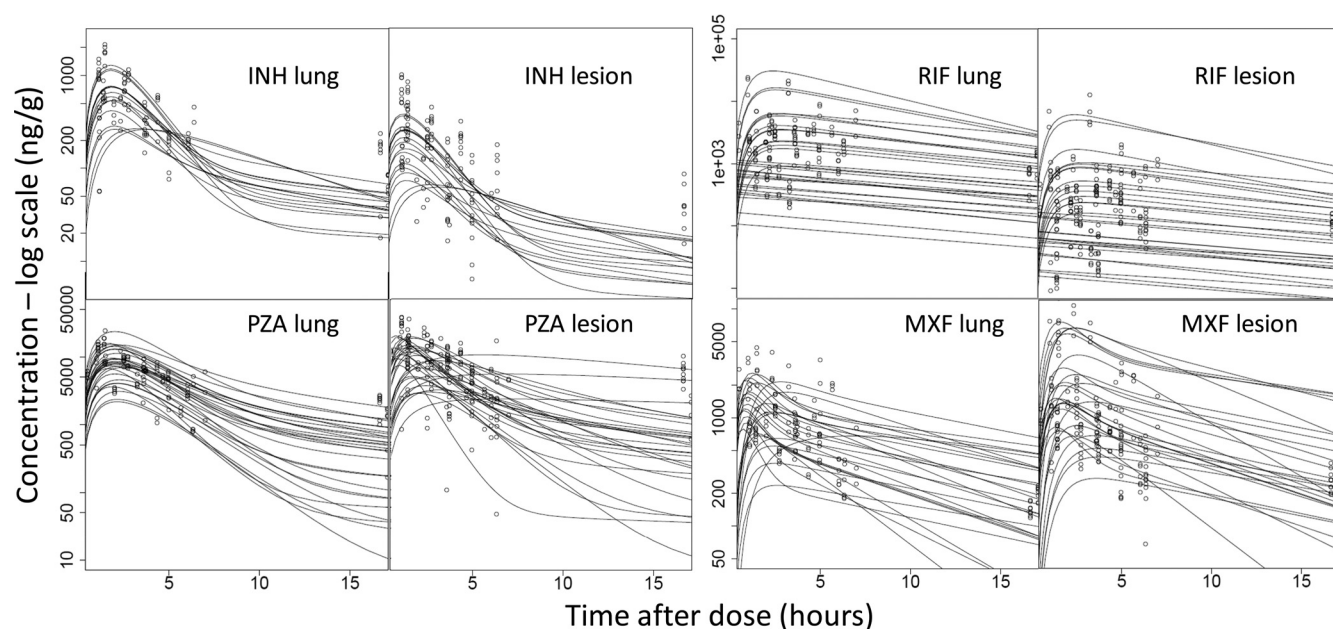 Concentration – log scale (ng/g)
INH lung
INH lesion
RIF lung
RIF lesion
1000
200
50
20
1e+05
1e+03
PZA lung
PZA lesion
MXF lung
MXF lesion
50000
5000
500
50
10
5000
1000
200
50
5 10 15 5 10 15 5 10 15 5 10 15
Time after dose (hours)